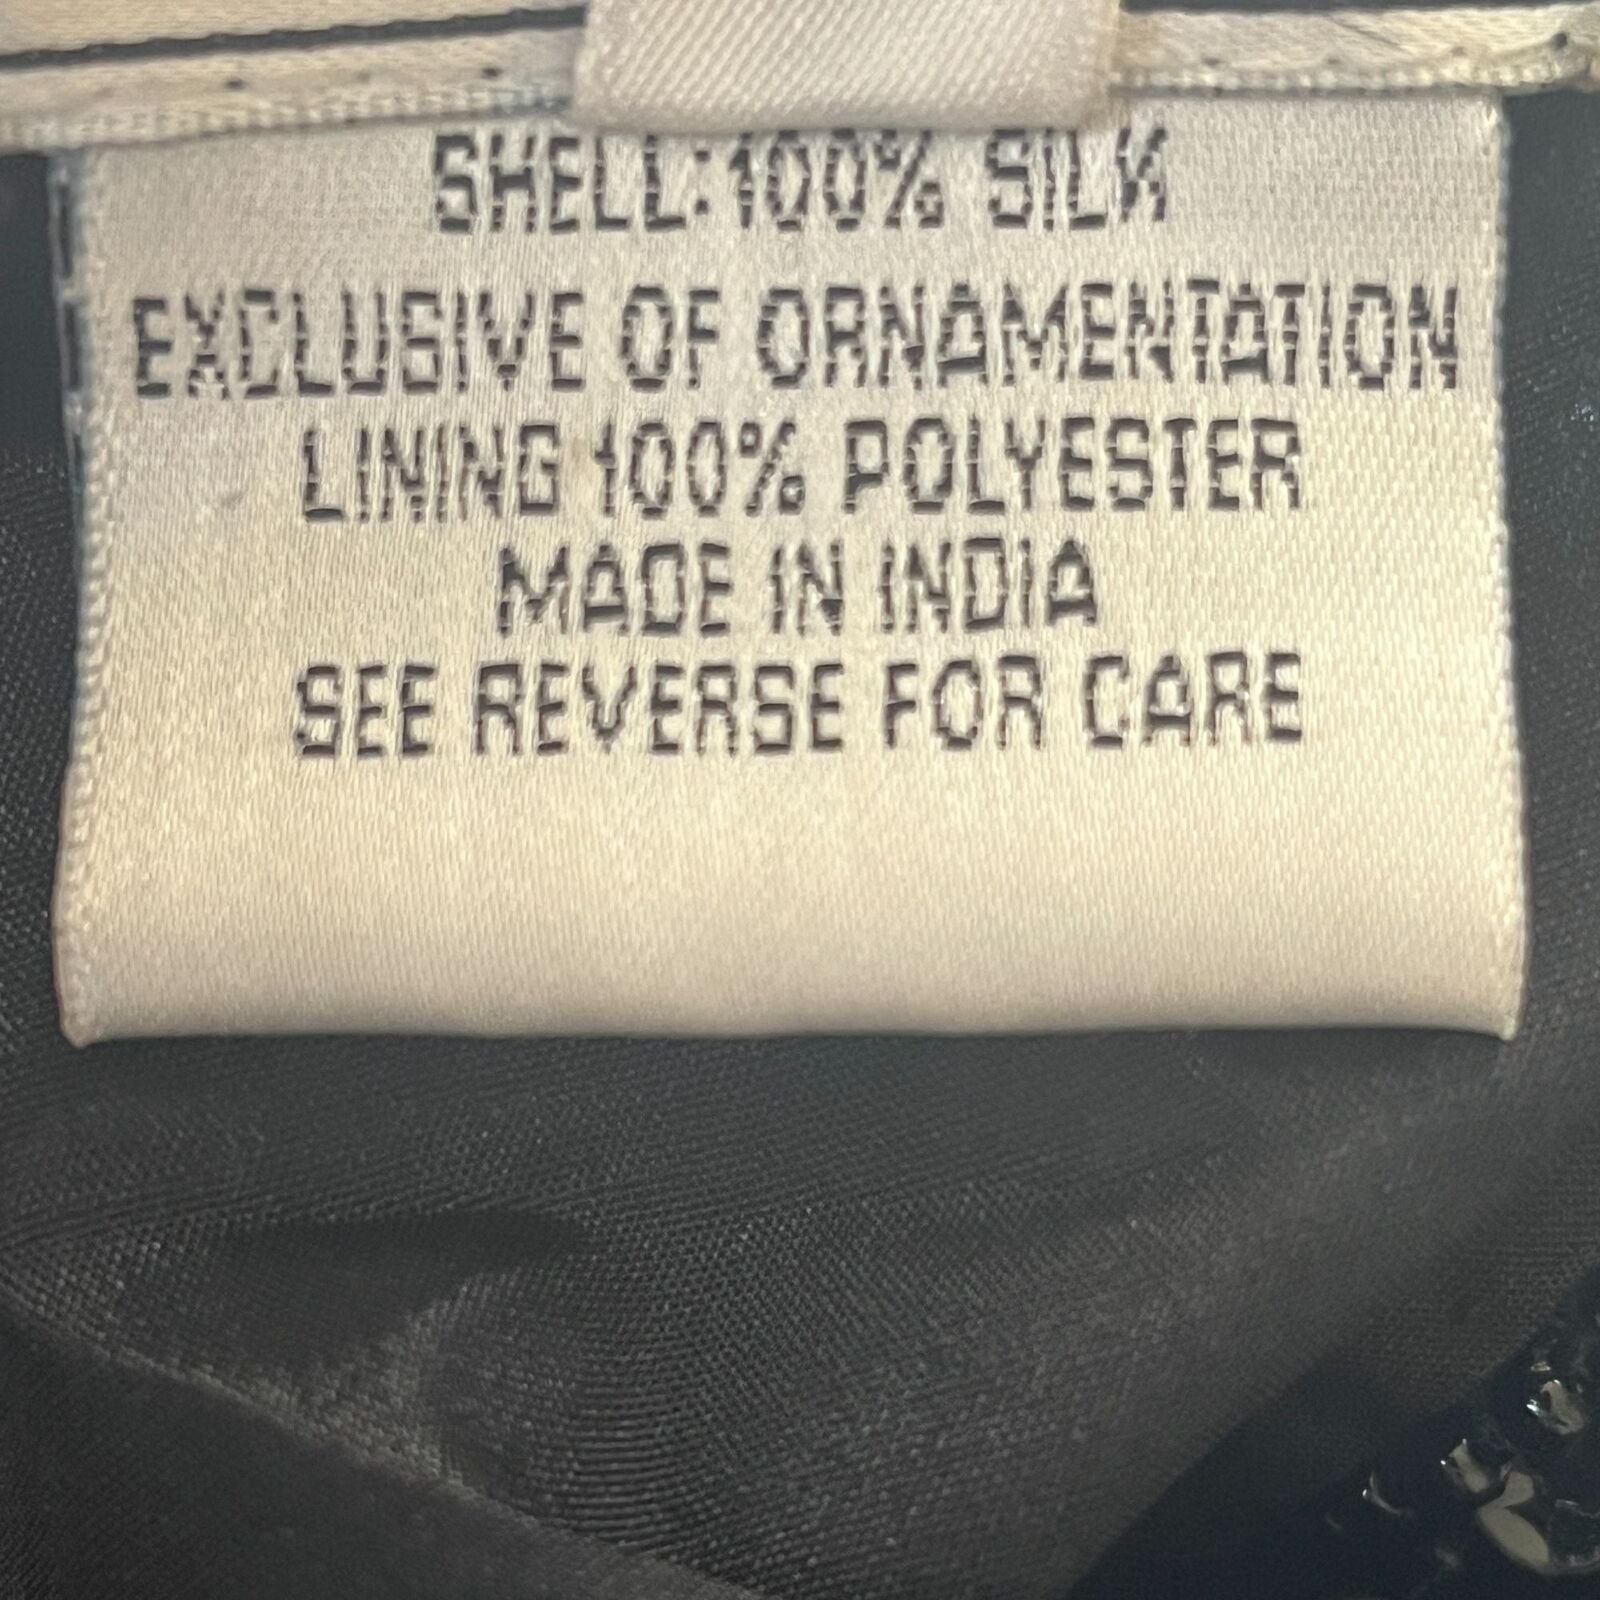 SHELL:100% SILK
EXCLUSIVE OF ORNAMENTATION
LINING 100% POLYESTER
MADE IN INDIA
SEE REVERSE FOR CARE